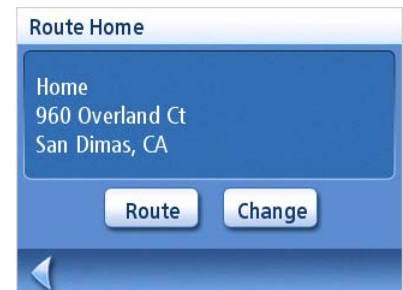 Route Home
Home
960 Overland Ct
San Dimas, CA
Route Change